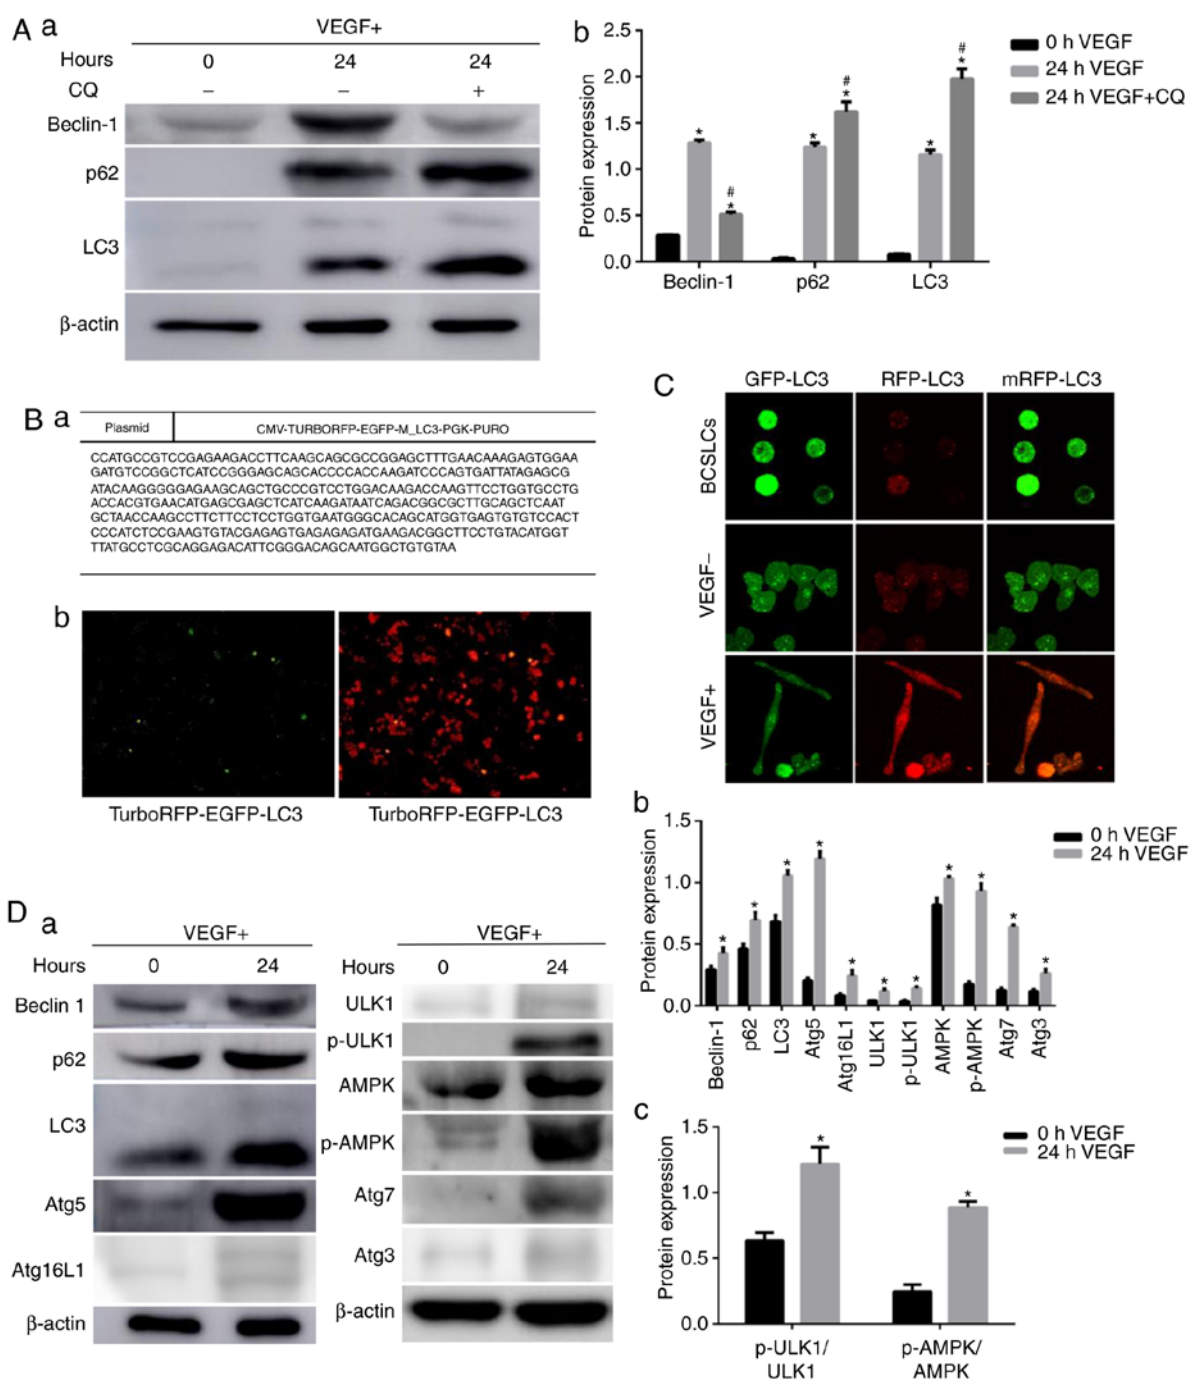 A a
VEGF+
Hours 0 24 24
CQ – – +
Beclin-1
p62
LC3
β-actin
b
2.5
2.0
1.5
1.0
0.5
0.0
Protein expression
* # * * # * * # *
Beclin-1 p62 LC3
0 h VEGF
24 h VEGF
24 h VEGF+CQ
B a
Plasmid CMV-TURBORFP-EGFP-M_LC3-PGK-PURO
CCATGCCGTCCGAGAAGACCTTCAAGCAGCGCCGGAGCTTTGAACAAAGAGTGGAA
GATGTCCGGCTCATCCGGGAGCAGCACCCCACCAAGATCCCAGTGATTATAGAGCG
ATACAAGGGGGAGAAGCAGCTGCCCGTCCTGGACAAGACCAAGTTCCTGGTGCCTG
ACCACGTGAACATGAGCGAGCTCATCAAGATAATCAGACGGCGCTTGCAGCTCAAT
GCTAACCAAGCCTTCTTCCTCCTGGTGAATGGGCACAGCATGGTGAGTGTGTCCACT
CCCATCTCCGAAGTGTACGAGAGTGAGAGAGATGAAGACGGCTTCCTGTACATGGT
TTATGCCTCGCAGGAGACATTCGGGACAGCAATGGCTGTGTAA
b
TurboRFP-EGFP-LC3 TurboRFP-EGFP-LC3
C
GFP-LC3 RFP-LC3 mRFP-LC3
BCSLCs
VEGF–
VEGF+
D a
VEGF+
Hours 0 24
Beclin 1
p62
LC3
Atg5
Atg16L1
β-actin
VEGF+
Hours 0 24
ULK1
p-ULK1
AMPK
p-AMPK
Atg7
Atg3
β-actin
b
1.5
1.0
0.5
0.0
Protein expression
* * * * * * * * * * *
Beclin-1 p62 LC3 Atg5 Atg16L1 ULK1 p-ULK1 AMPK p-AMPK Atg7 Atg3
0 h VEGF
24 h VEGF
c
1.5
1.0
0.5
0.0
Protein expression
* *
p-ULK1/ p-AMPK/
ULK1 AMPK
0 h VEGF
24 h VEGF